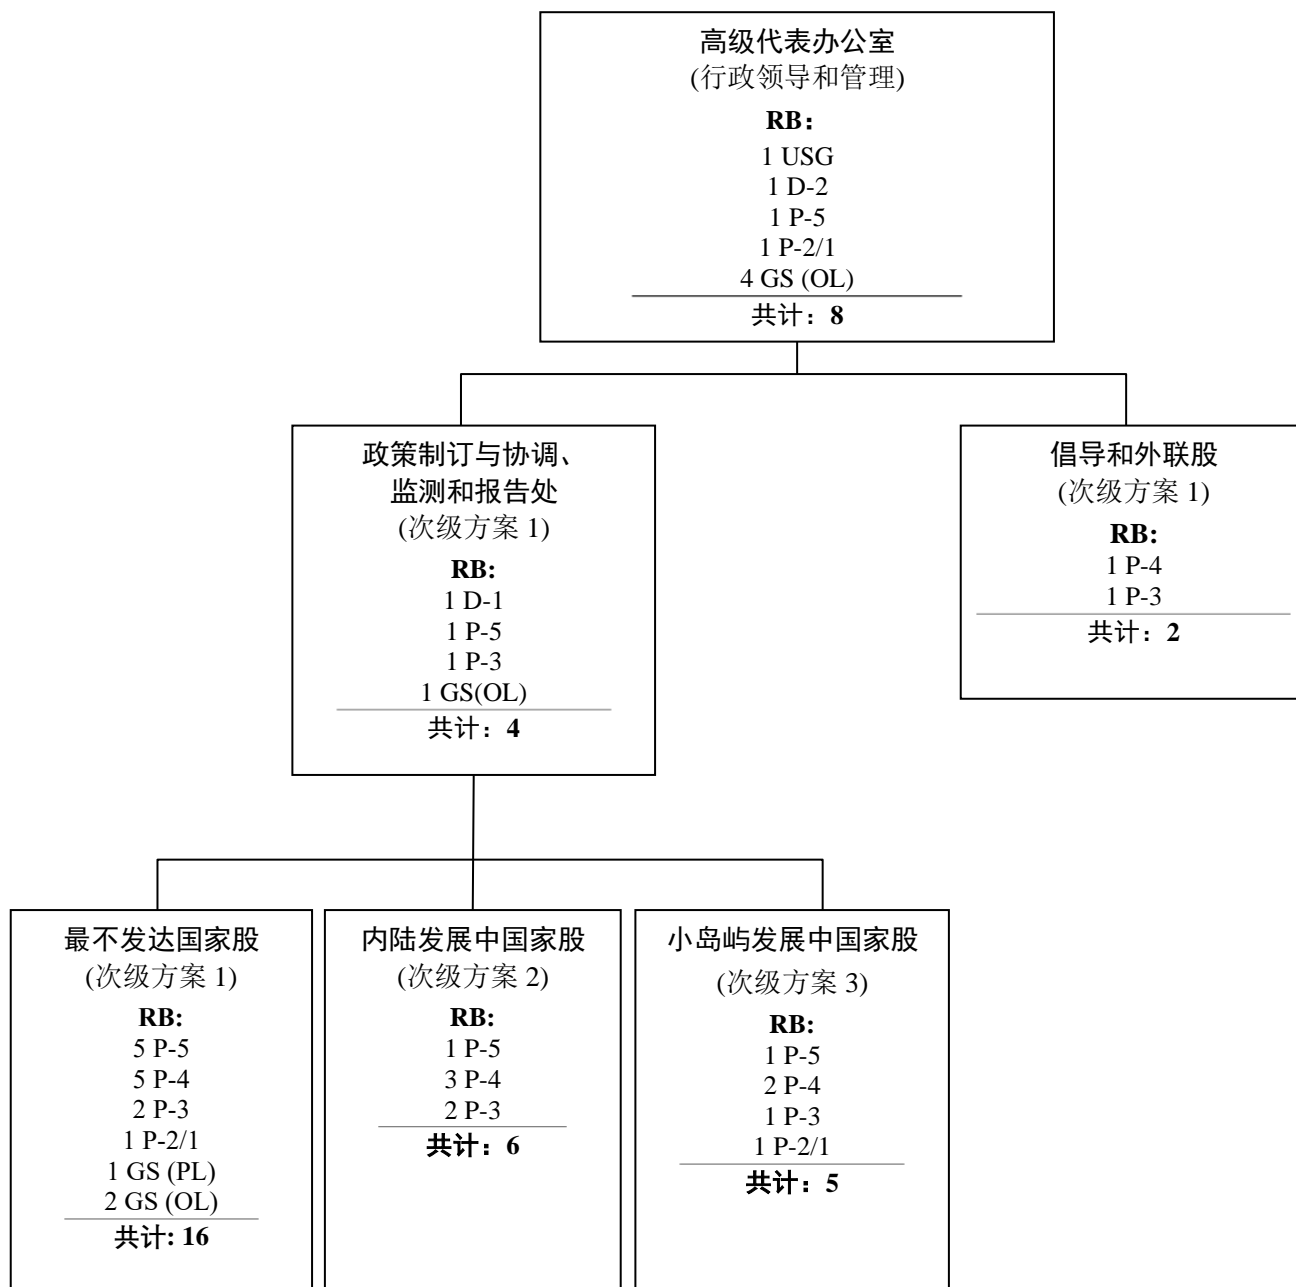 高级代表办公室
(行政领导和管理)
RB：
1 USG
1 D-2
1 P-5
1 P-2/1
4 GS (OL)
共计：8
政策制订与协调、
监测和报告处
(次级方案 1)
RB:
1 D-1
1 P-5
1 P-3
1 GS(OL)
共计：4
倡导和外联股
(次级方案 1)
RB:
1 P-4
1 P-3
共计：2
最不发达国家股
(次级方案 1)
RB:
5 P-5
5 P-4
2 P-3
1 P-2/1
1 GS (PL)
2 GS (OL)
共计: 16
内陆发展中国家股
(次级方案 2)
RB:
1 P-5
3 P-4
2 P-3
共计：6
小岛屿发展中国家股
(次级方案 3)
RB:
1 P-5
2 P-4
1 P-3
1 P-2/1
共计：5